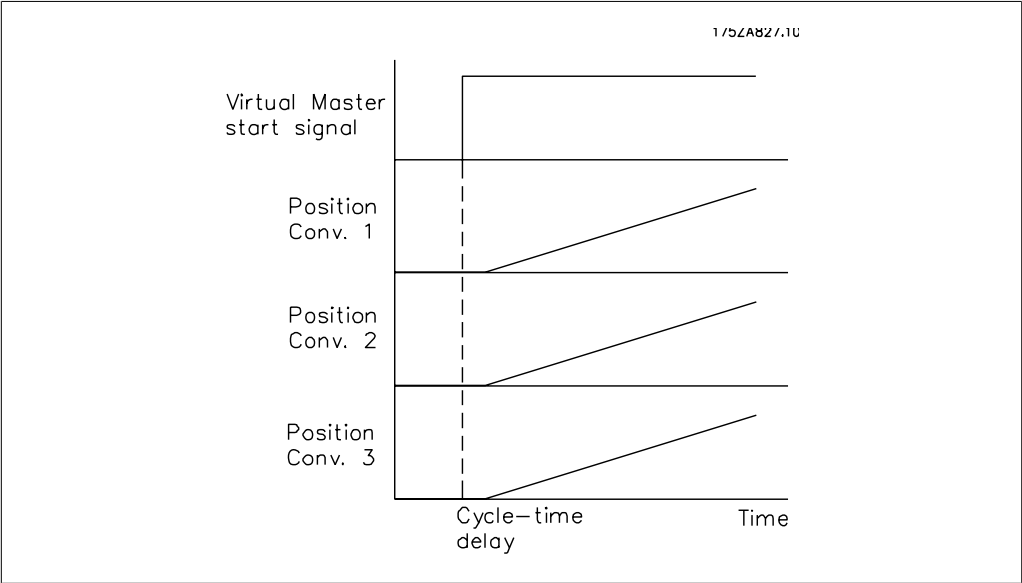 175ZA827.10
Virtual Master
start signal
Position
Conv. 1
Position
Conv. 2
Position
Conv. 3
Cycle-time
delay
Time